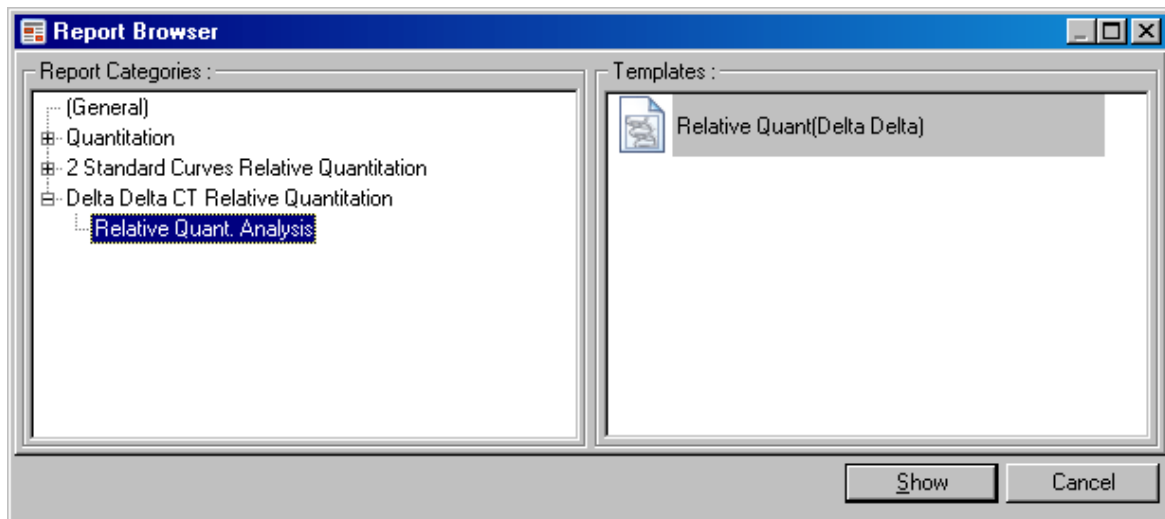 Report Browser
Report Categories :
(General)
Quantitation
2 Standard Curves Relative Quantitation
Delta Delta CT Relative Quantitation
Relative Quant. Analysis
Templates :
Relative Quant(Delta Delta)
Show
Cancel